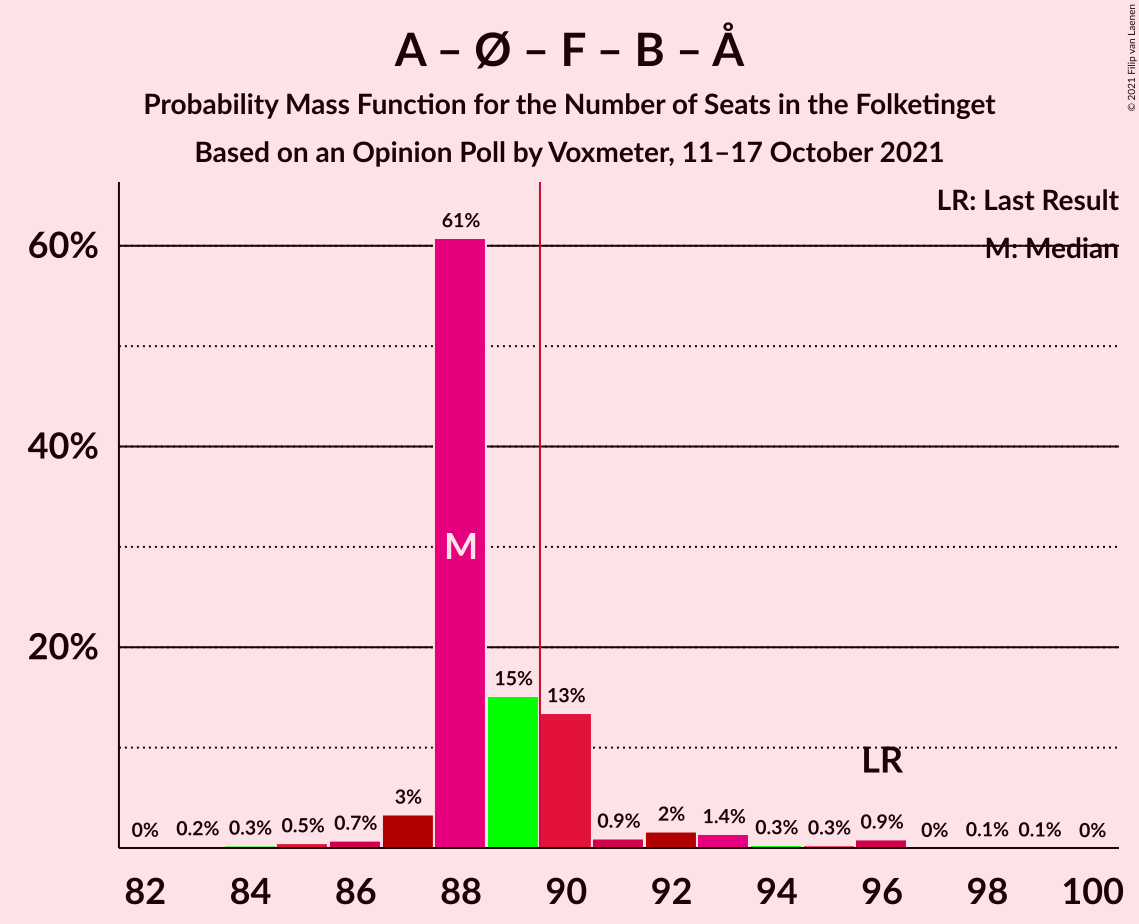 A – Ø – F – B – Å
Probability Mass Function for the Number of Seats in the Folketinget
Based on an Opinion Poll by Voxmeter, 11–17 October 2021
© 2021 Filip van Laenen
LR: Last Result
M: Median
60%
40%
20%
0%
0.2%
0.3%
0.5%
0.7%
3%
61%
M
15%
13%
0.9%
2%
1.4%
0.3%
0.3%
LR
0.9%
0%
0.1%
0.1%
0%
82 84 86 88 90 92 94 96 98 100